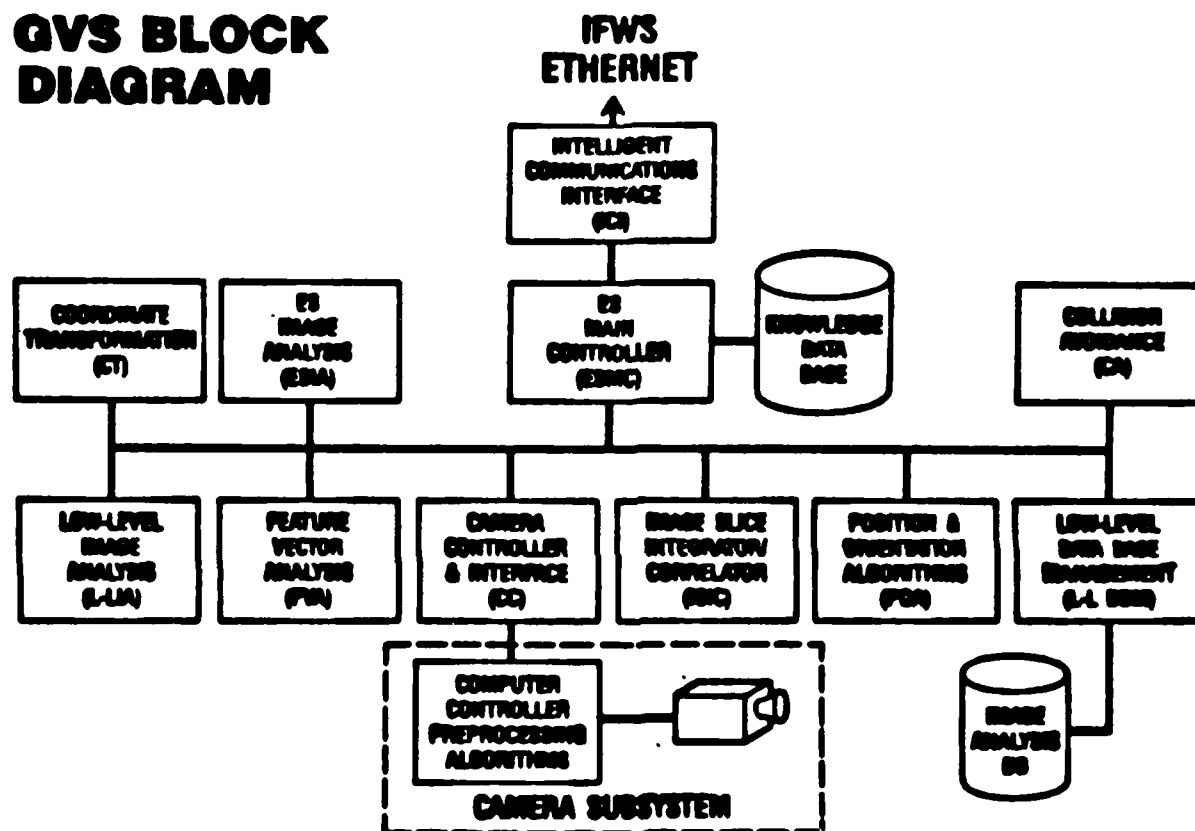 GVS BLOCK
DIAGRAM
IFWS
ETHERNET
INTELLIGENT
COMMUNICATIONS
INTERFACE
(ICI)
COORDINATE
TRANSFORMATION
(CT)
ES
IMAGE
ANALYSIS
(ESIA)
ES
MAIN
CONTROLLER
(ESMC)
KNOWLEDGE
DATA
BASE
COLLISION
AVOIDANCE
(CA)
LOW-LEVEL
IMAGE
ANALYSIS
(L-LIA)
FEATURE
VECTOR
ANALYSIS
(FVA)
CAMERA
CONTROLLER
& INTERFACE
(CC)
IMAGE SLICE
INTEGRATOR/
CORRELATOR
(ISIC)
POSITION &
ORIENTATION
ALGORITHMS
(POA)
LOW-LEVEL
DATA BASE
MANAGEMENT
COMPUTER
CONTROLLER
PREPROCESSING
ALGORITHMS
CAMERA SUBSYSTEM
IMAGE
ANALYSIS
DB